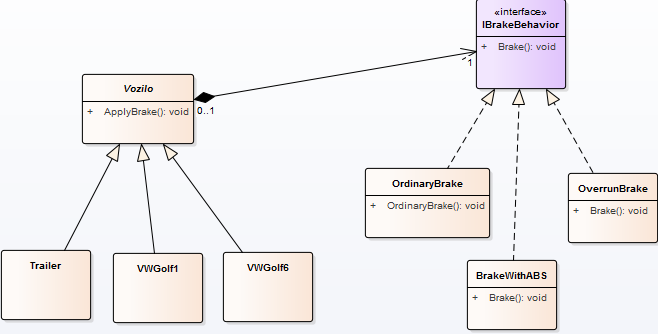 «interface»
IBrakeBehavior
+ Brake(): void
1
Vozilo
+ ApplyBrake(): void
0..1
OrdinaryBrake
+ OrdinaryBrake(): void
OverrunBrake
+ Brake(): void
Trailer
VWGolf1
VWGolf6
BrakeWithABS
+ Brake(): void